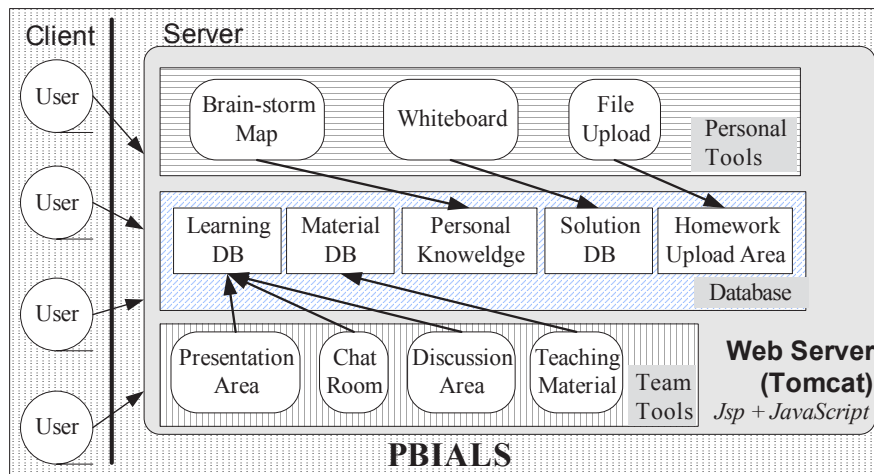 Client
Server
User
User
User
User
Brain-storm
Map
Whiteboard
File
Upload
Personal
Tools
Learning
DB
Material
DB
Personal
Knoweldge
Solution
DB
Homework
Upload Area
Database
Presentation
Area
Chat
Room
Discussion
Area
Teaching
Material
Team
Tools
Web Server
(Tomcat)
Jsp + JavaScript
PBIALS